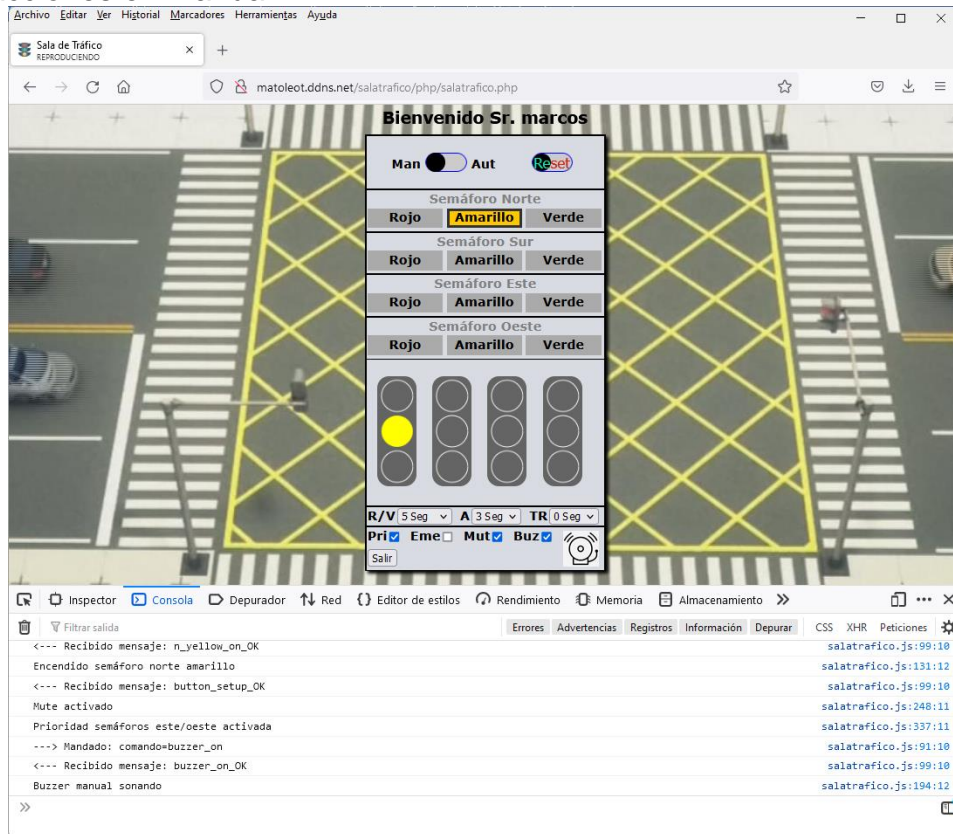 Archivo Editar Ver Historial Marcadores Herramientas Ayuda
Sala de Tráfico
REPRODUCIENDO
matoleot.ddns.net/salatrafico/php/salatrafico.php
Bienvenido Sr. marcos
Man Aut Reset
Semáforo Norte
Rojo Amarillo Verde
Semáforo Sur
Rojo Amarillo Verde
Semáforo Este
Rojo Amarillo Verde
Semáforo Oeste
Rojo Amarillo Verde
R/V 5 Seg A 3 Seg TR 0 Seg
Pri Eme Mut Buz
Salir
Inspector Consola Depurador Red Editor de estilos Rendimiento Memoria Almacenamiento
Filtrar salida Errores Advertencias Registros Información Depurar CSS XHR Peticiones
<--- Recibido mensaje: n_yellow_on_OK salatrafico.js:99:10
Encendido semáforo norte amarillo salatrafico.js:131:12
<--- Recibido mensaje: button_setup_OK salatrafico.js:99:10
Mute activado salatrafico.js:248:11
Prioridad semáforos este/oeste activada salatrafico.js:337:11
---> Mandado: comando=buzzer_on salatrafico.js:91:10
<--- Recibido mensaje: buzzer_on_OK salatrafico.js:99:10
Buzzer manual sonando salatrafico.js:194:12